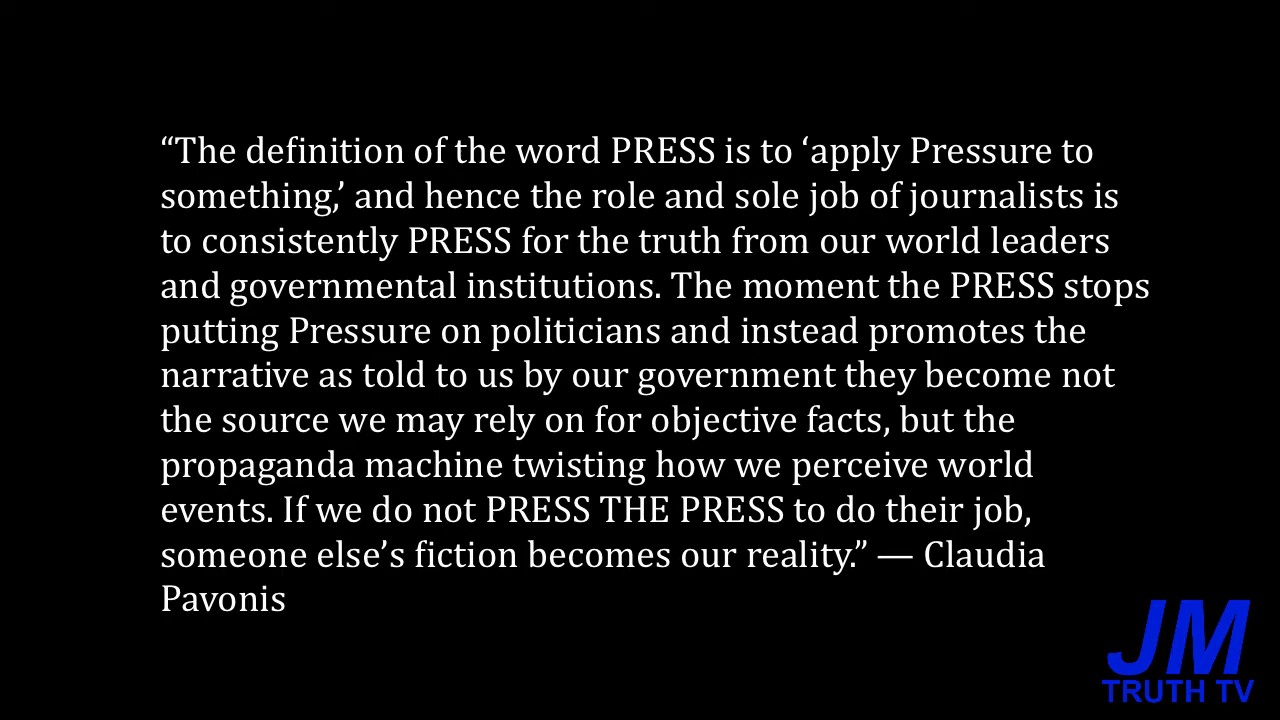 “The definition of the word PRESS is to ‘apply Pressure to
something,’ and hence the role and sole job of journalists is
to consistently PRESS for the truth from our world leaders
and governmental institutions. The moment the PRESS stops
putting Pressure on politicians and instead promotes the
narrative as told to us by our government they become not
the source we may rely on for objective facts, but the
propaganda machine twisting how we perceive world
events. If we do not PRESS THE PRESS to do their job,
someone else’s fiction becomes our reality.” — Claudia
Pavonis
JM
TRUTH TV